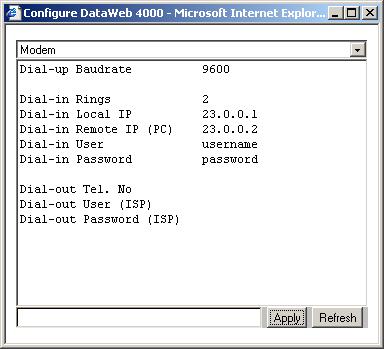 Configure DataWeb 4000 - Microsoft Internet Explor...
Modem
Dial-up Baudrate 9600
Dial-in Rings 2
Dial-in Local IP 23.0.0.1
Dial-in Remote IP (PC) 23.0.0.2
Dial-in User username
Dial-in Password password
Dial-out Tel. No
Dial-out User (ISP)
Dial-out Password (ISP)
Apply Refresh